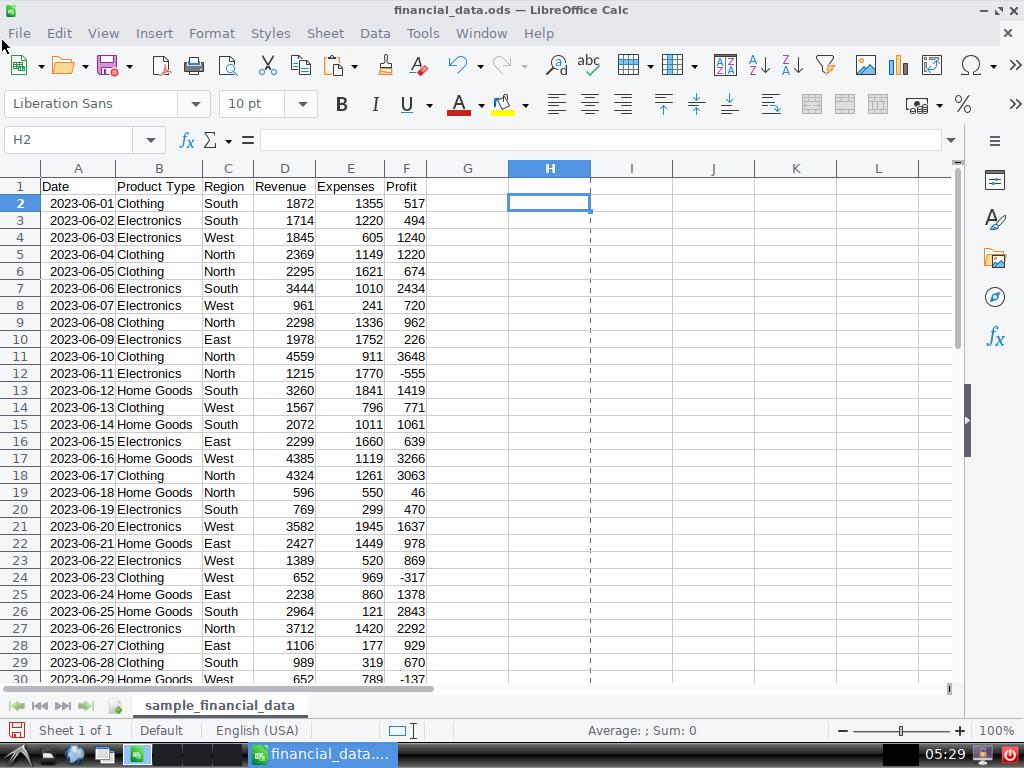 financial_data.ods — LibreOffice Calc
File Edit View Insert Format Styles Sheet Data Tools Window Help
Liberation Sans 10 pt B I U A %
H2 fx Σ =
A B C D E F G H I J K L
1 Date Product Type Region Revenue Expenses Profit
2 2023-06-01 Clothing South 1872 1355 517
3 2023-06-02 Electronics South 1714 1220 494
4 2023-06-03 Electronics West 1845 605 1240
5 2023-06-04 Clothing North 2369 1149 1220
6 2023-06-05 Clothing North 2295 1621 674
7 2023-06-06 Electronics South 3444 1010 2434
8 2023-06-07 Electronics West 961 241 720
9 2023-06-08 Clothing North 2298 1336 962
10 2023-06-09 Electronics East 1978 1752 226
11 2023-06-10 Clothing North 4559 911 3648
12 2023-06-11 Electronics North 1215 1770 -555
13 2023-06-12 Home Goods South 3260 1841 1419
14 2023-06-13 Clothing West 1567 796 771
15 2023-06-14 Home Goods South 2072 1011 1061
16 2023-06-15 Electronics East 2299 1660 639
17 2023-06-16 Home Goods West 4385 1119 3266
18 2023-06-17 Clothing North 4324 1261 3063
19 2023-06-18 Home Goods North 596 550 46
20 2023-06-19 Electronics South 769 299 470
21 2023-06-20 Electronics West 3582 1945 1637
22 2023-06-21 Home Goods East 2427 1449 978
23 2023-06-22 Electronics West 1389 520 869
24 2023-06-23 Clothing West 652 969 -317
25 2023-06-24 Home Goods East 2238 860 1378
26 2023-06-25 Home Goods South 2964 121 2843
27 2023-06-26 Electronics North 3712 1420 2292
28 2023-06-27 Clothing East 1106 177 929
29 2023-06-28 Clothing South 989 319 670
30 2023-06-29 Home Goods West 652 789 -137
sample_financial_data
Sheet 1 of 1 Default English (USA) Average: ; Sum: 0 100%
financial_data.... 05:29